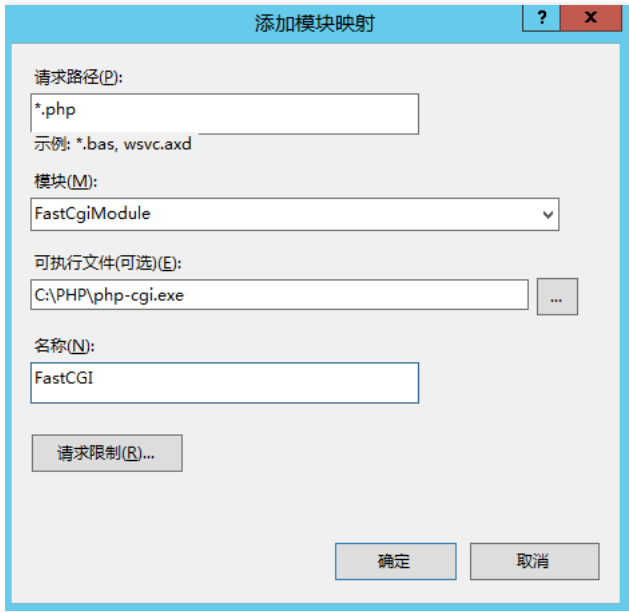 添加模块映射
?
x
请求路径(P):
*.php
示例: *.bas, wsvc.axd
模块(M):
FastCgiModule
可执行文件(可选)(E):
C:\PHP\php-cgi.exe
...
名称(N):
FastCGI
请求限制(R)...
确定
取消